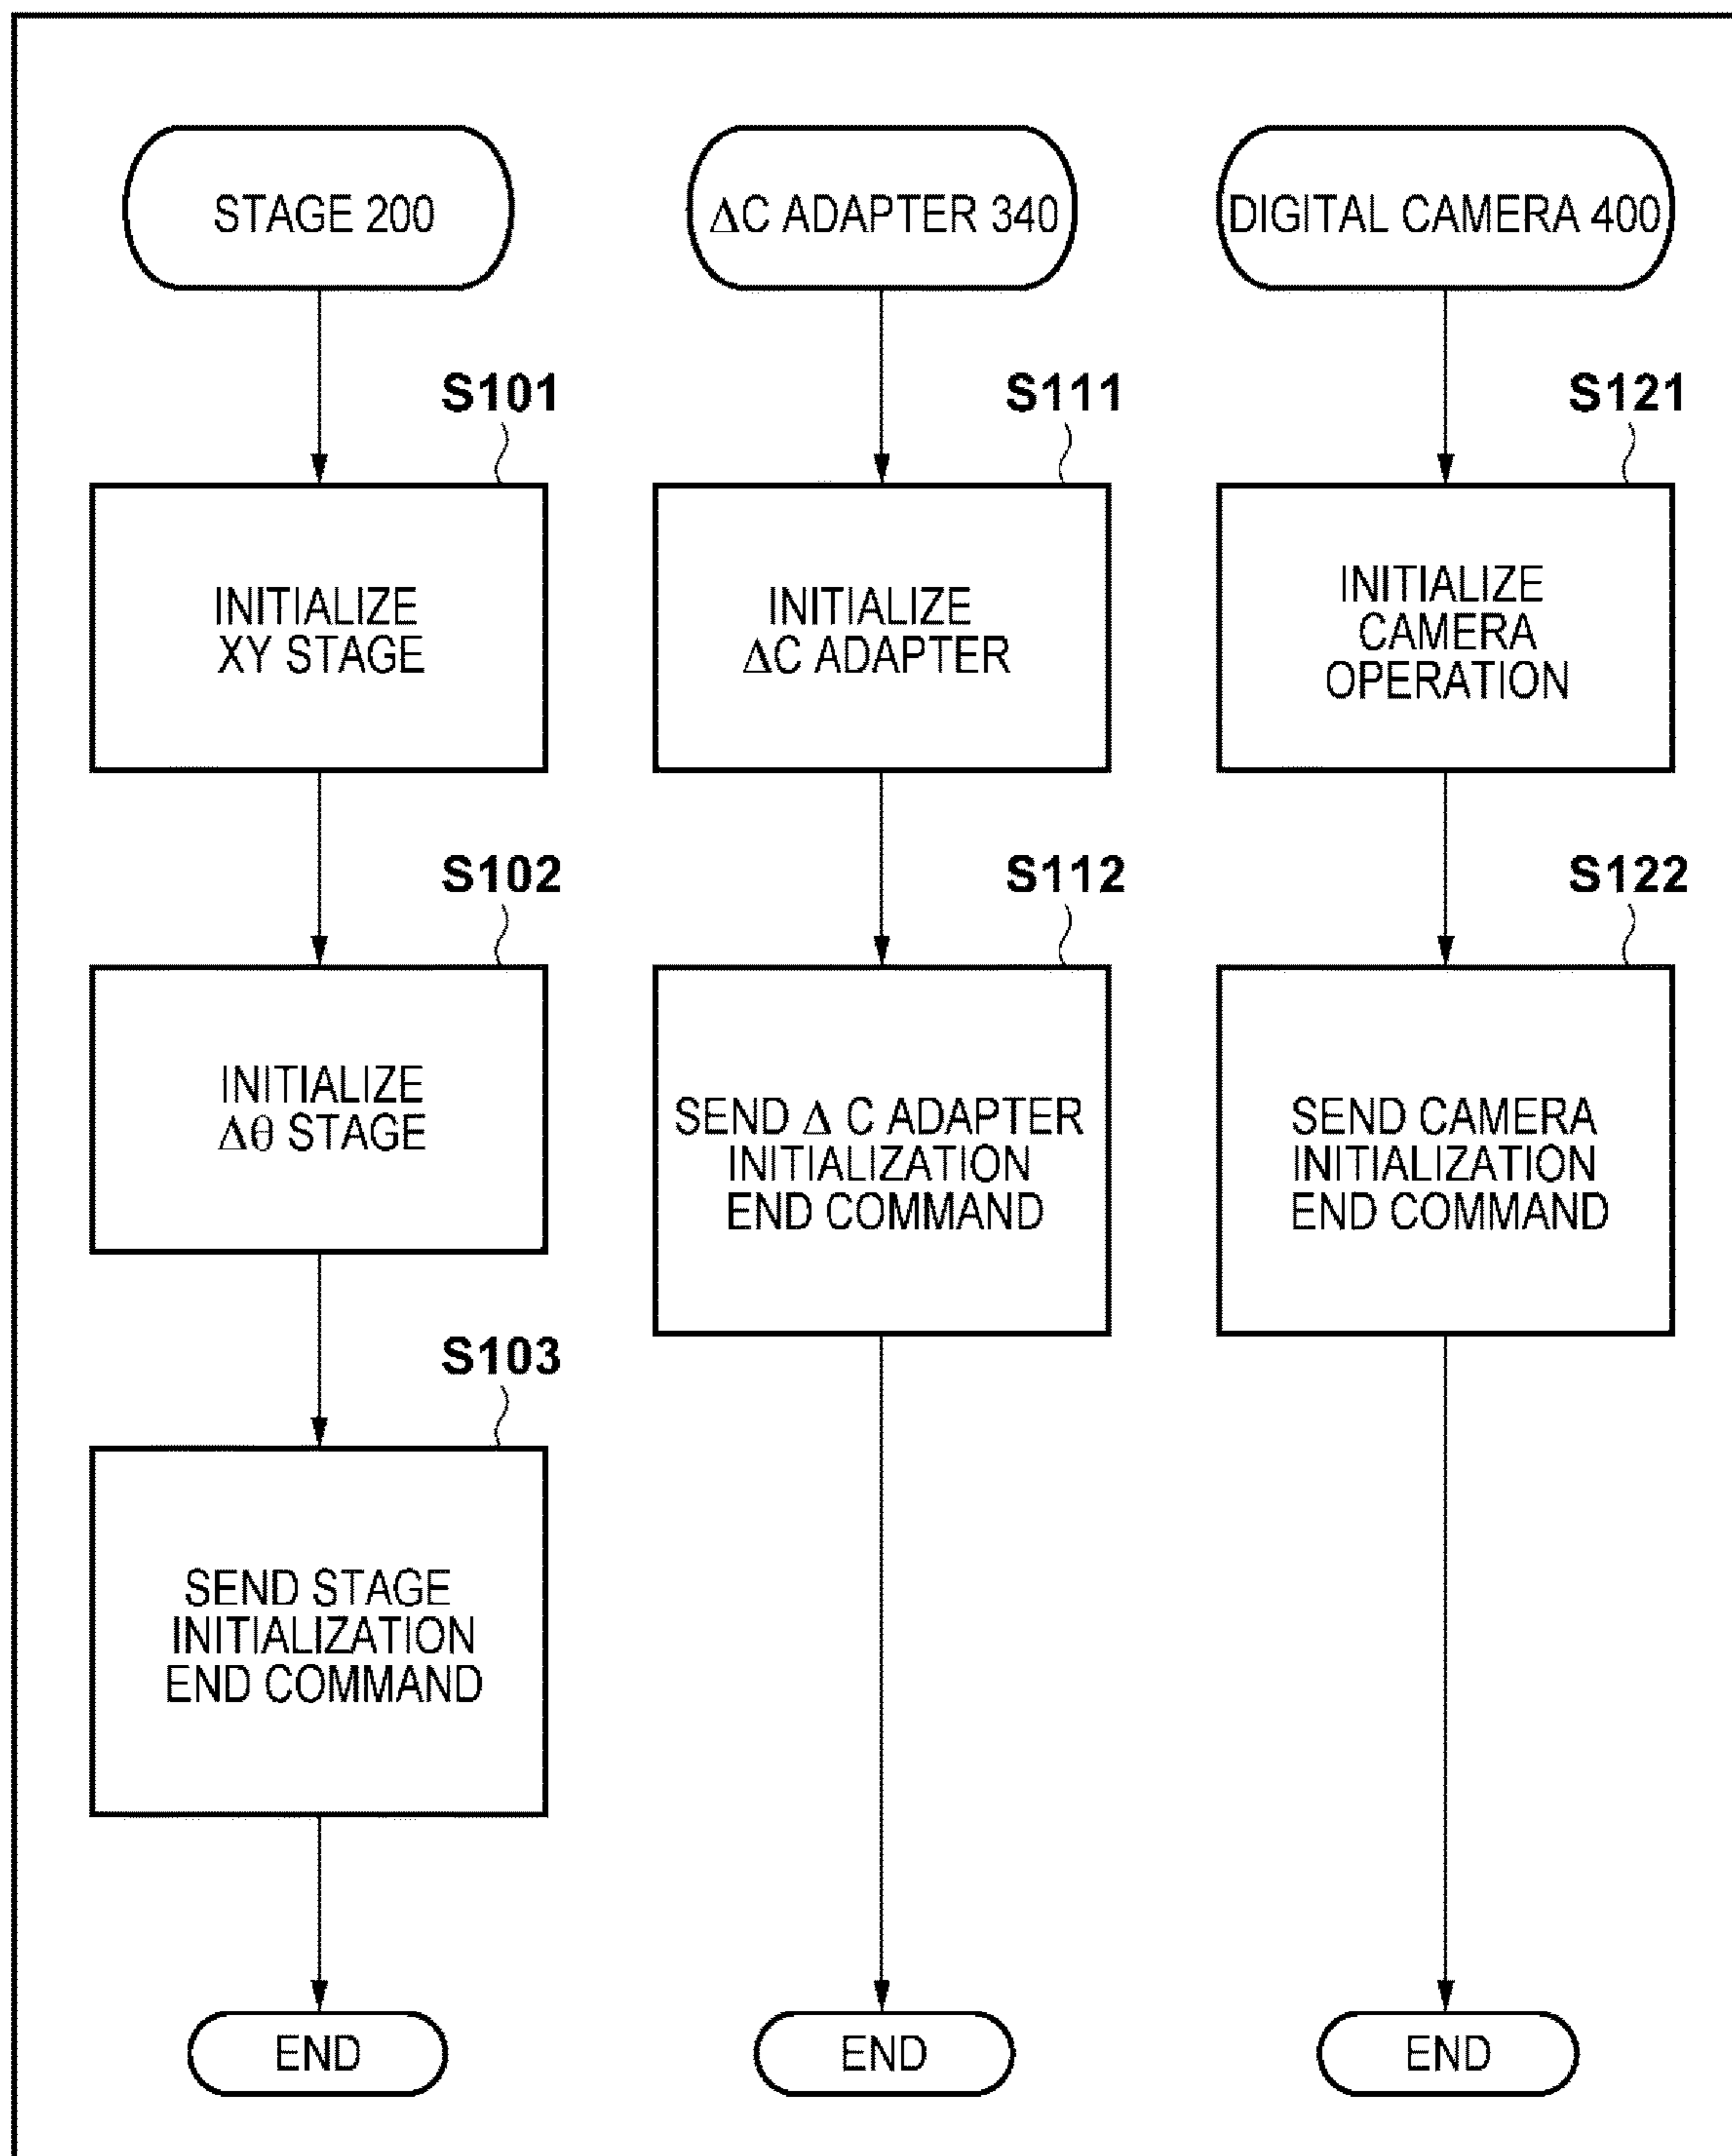 STAGE 200
S101
INITIALIZE
XY STAGE
S102
INITIALIZE
Δθ STAGE
S103
SEND STAGE
INITIALIZATION
END COMMAND
END
ΔC ADAPTER 340
S111
INITIALIZE
ΔC ADAPTER
S112
SEND Δ C ADAPTER
INITIALIZATION
END COMMAND
END
DIGITAL CAMERA 400
S121
INITIALIZE
CAMERA
OPERATION
S122
SEND CAMERA
INITIALIZATION
END COMMAND
END